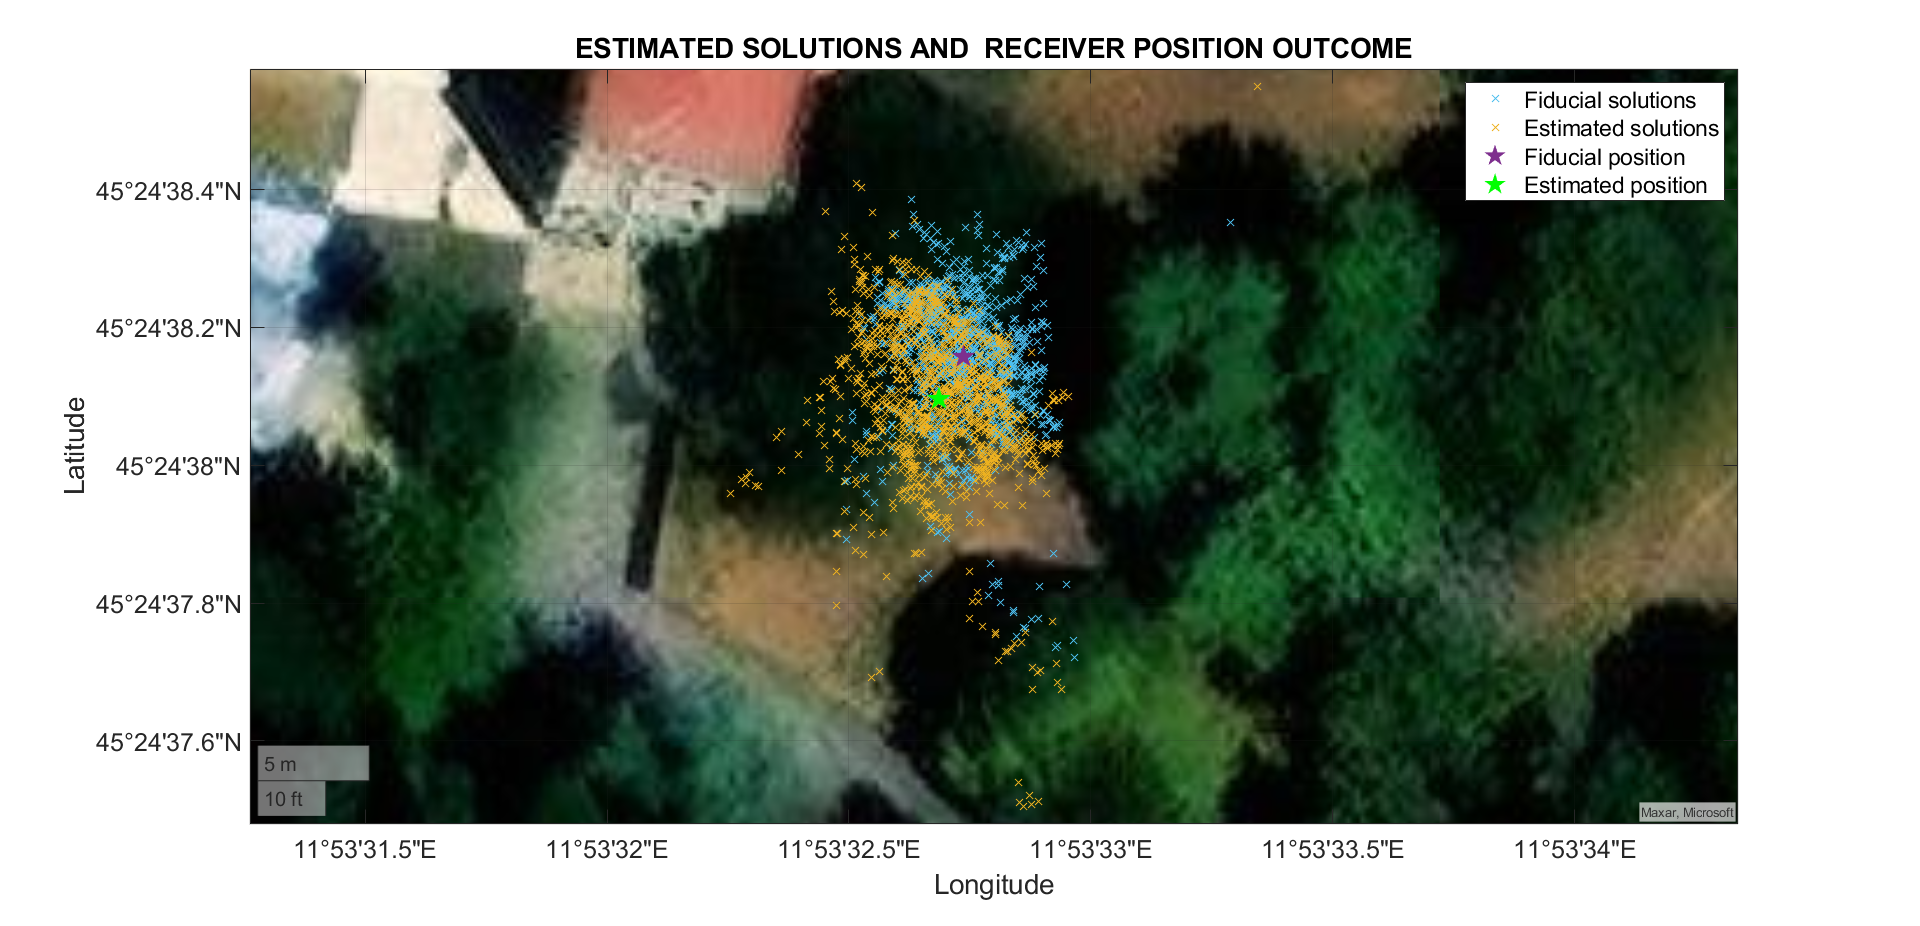 ESTIMATED SOLUTIONS AND  RECEIVER POSITION OUTCOME
Fiducial solutions
Estimated solutions
Fiducial position
Estimated position
45°24'38.4"N
45°24'38.2"N
45°24'38"N
45°24'37.8"N
45°24'37.6"N
Latitude
5 m
10 ft
Maxar, Microsoft
11°53'31.5"E
11°53'32"E
11°53'32.5"E
11°53'33"E
11°53'33.5"E
11°53'34"E
Longitude